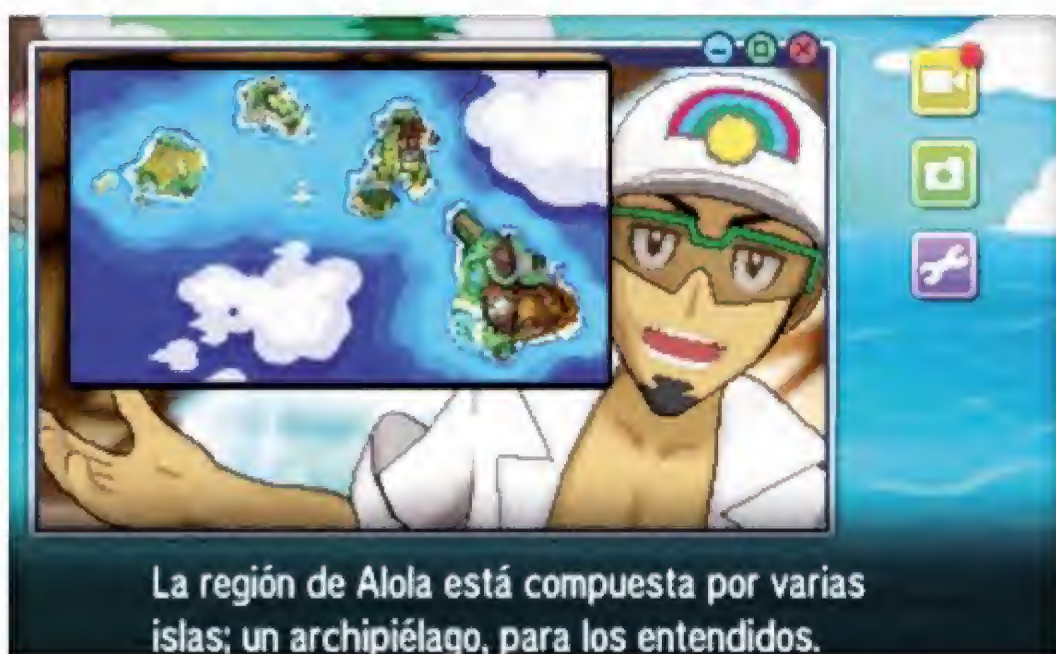 La región de Alola está compuesta por varias
islas; un archipiélago, para los entendidos.